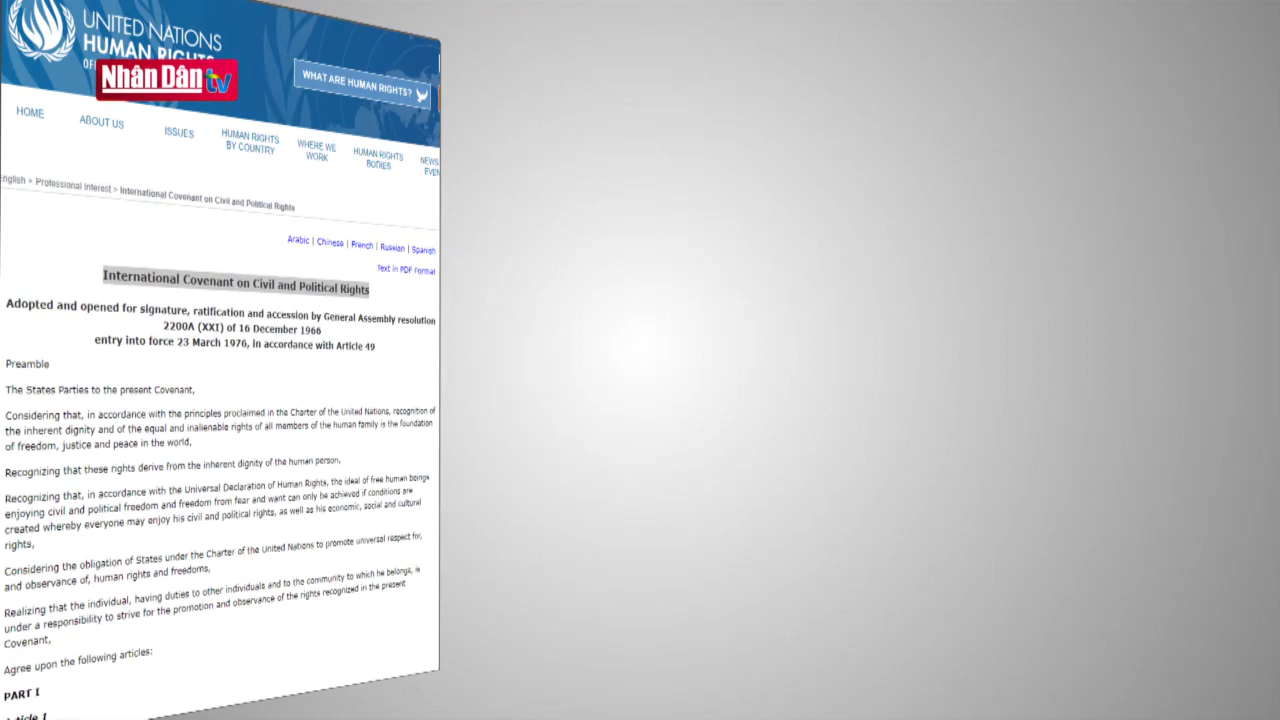 UNITED NATIONS
HUMAN RIGHTS
Nhân Dân tv
WHAT ARE HUMAN RIGHTS?
HOME
ABOUT US
ISSUES
HUMAN RIGHTS
BY COUNTRY
WHERE WE
WORK
HUMAN RIGHTS
BODIES
NEWS
English > Professional Interest > International Covenant on Civil and Political Rights
Arabic | Chinese | French | Russian | Spanish
Text in PDF Format
International Covenant on Civil and Political Rights
Adopted and opened for signature, ratification and accession by General Assembly resolution
2200A (XXI) of 16 December 1966
entry into force 23 March 1976, in accordance with Article 49
Preamble
The States Parties to the present Covenant,
Considering that, in accordance with the principles proclaimed in the Charter of the United Nations, recognition of
the inherent dignity and of the equal and inalienable rights of all members of the human family is the foundation
of freedom, justice and peace in the world,
Recognizing that these rights derive from the inherent dignity of the human person,
Recognizing that, in accordance with the Universal Declaration of Human Rights, the ideal of free human beings
enjoying civil and political freedom and freedom from fear and want can only be achieved if conditions are
created whereby everyone may enjoy his civil and political rights, as well as his economic, social and cultural
rights,
Considering the obligation of States under the Charter of the United Nations to promote universal respect for,
and observance of, human rights and freedoms,
Realizing that the individual, having duties to other individuals and to the community to which he belongs, is
under a responsibility to strive for the promotion and observance of the rights recognized in the present
Covenant,
Agree upon the following articles:
PART I
Article 1